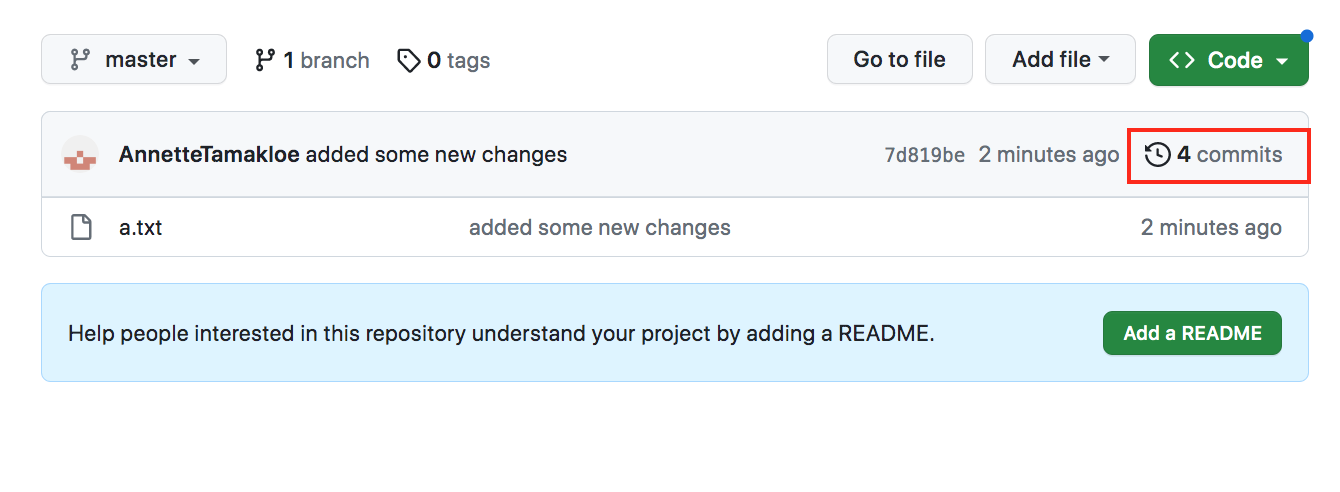 master 1 branch 0 tags Go to file Add file Code
AnnetteTamakloe added some new changes 7d819be 2 minutes ago 4 commits
a.txt added some new changes 2 minutes ago
Help people interested in this repository understand your project by adding a README. Add a README